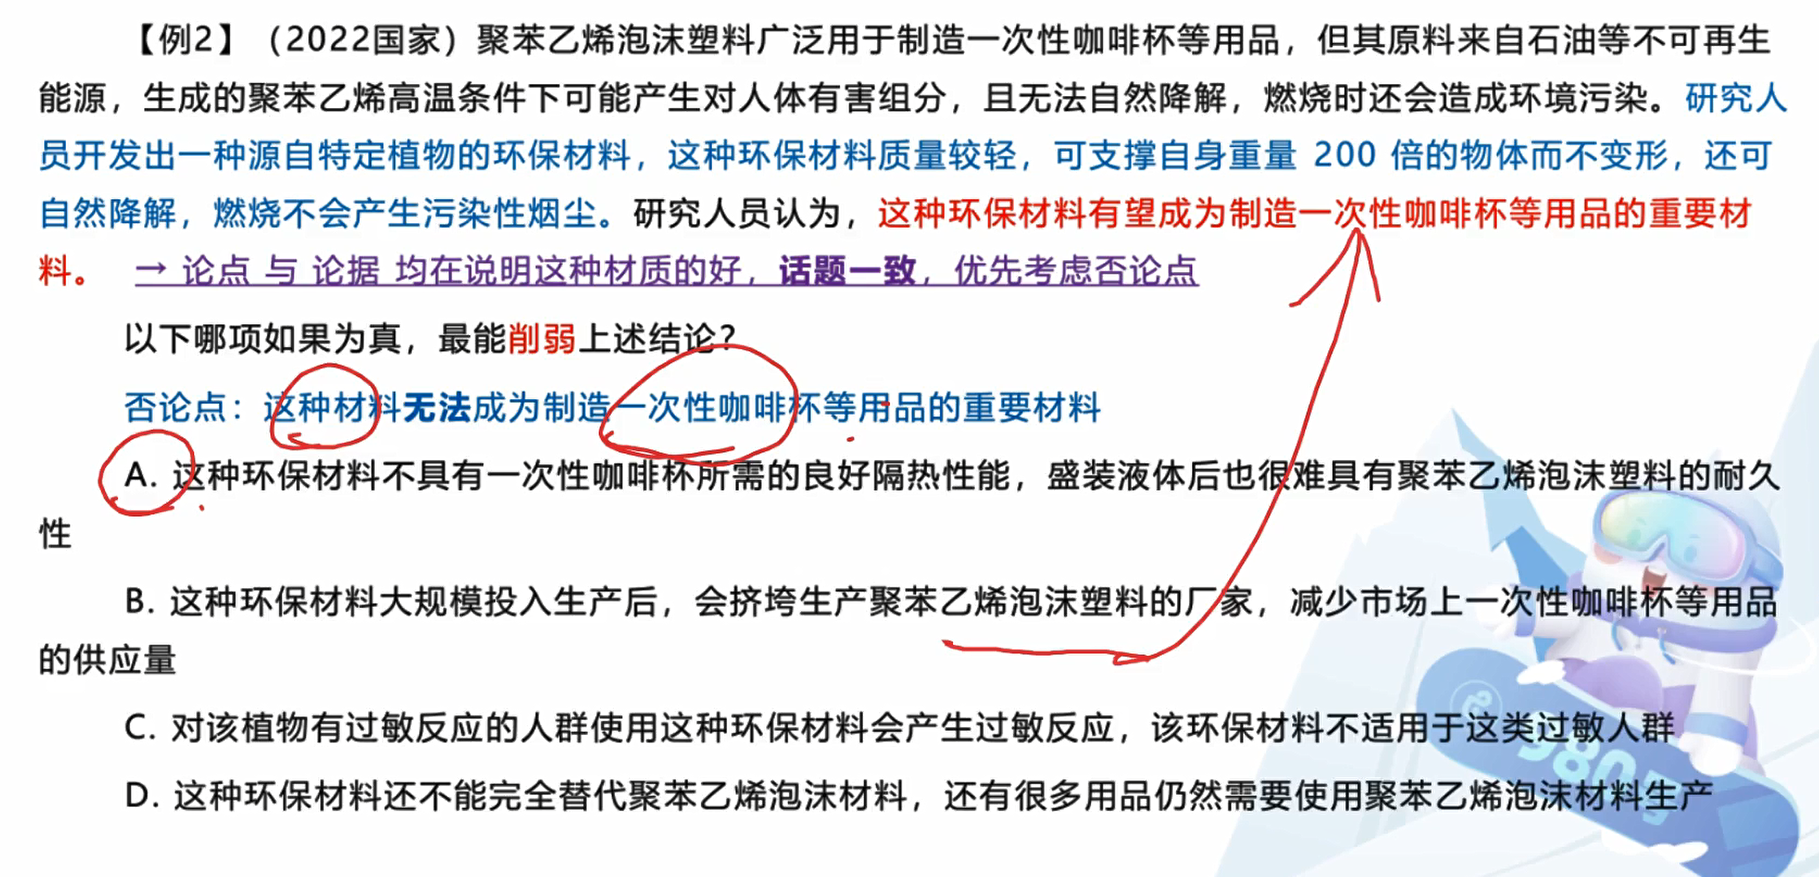 【例2】（2022国家）聚苯乙烯泡沫塑料广泛用于制造一次性咖啡杯等用品，但其原料来自石油等不可再生
能源，生成的聚苯乙烯高温条件下可能产生对人体有害组分，且无法自然降解，燃烧时还会造成环境污染。研究人
员开发出一种源自特定植物的环保材料，这种环保材料质量较轻，可支撑自身重量 200 倍的物体而不变形，还可
自然降解，燃烧不会产生污染性烟尘。研究人员认为，这种环保材料有望成为制造一次性咖啡杯等用品的重要材
料。 → 论点 与 论据 均在说明这种材质的好，话题一致，优先考虑否论点
以下哪项如果为真，最能削弱上述结论？
否论点：这种材料无法成为制造一次性咖啡杯等用品的重要材料
A. 这种环保材料不具有一次性咖啡杯所需的良好隔热性能，盛装液体后也很难具有聚苯乙烯泡沫塑料的耐久
性
B. 这种环保材料大规模投入生产后，会挤垮生产聚苯乙烯泡沫塑料的厂家，减少市场上一次性咖啡杯等用品
的供应量
C. 对该植物有过敏反应的人群使用这种环保材料会产生过敏反应，该环保材料不适用于这类过敏人群
D. 这种环保材料还不能完全替代聚苯乙烯泡沫材料，还有很多用品仍然需要使用聚苯乙烯泡沫材料生产